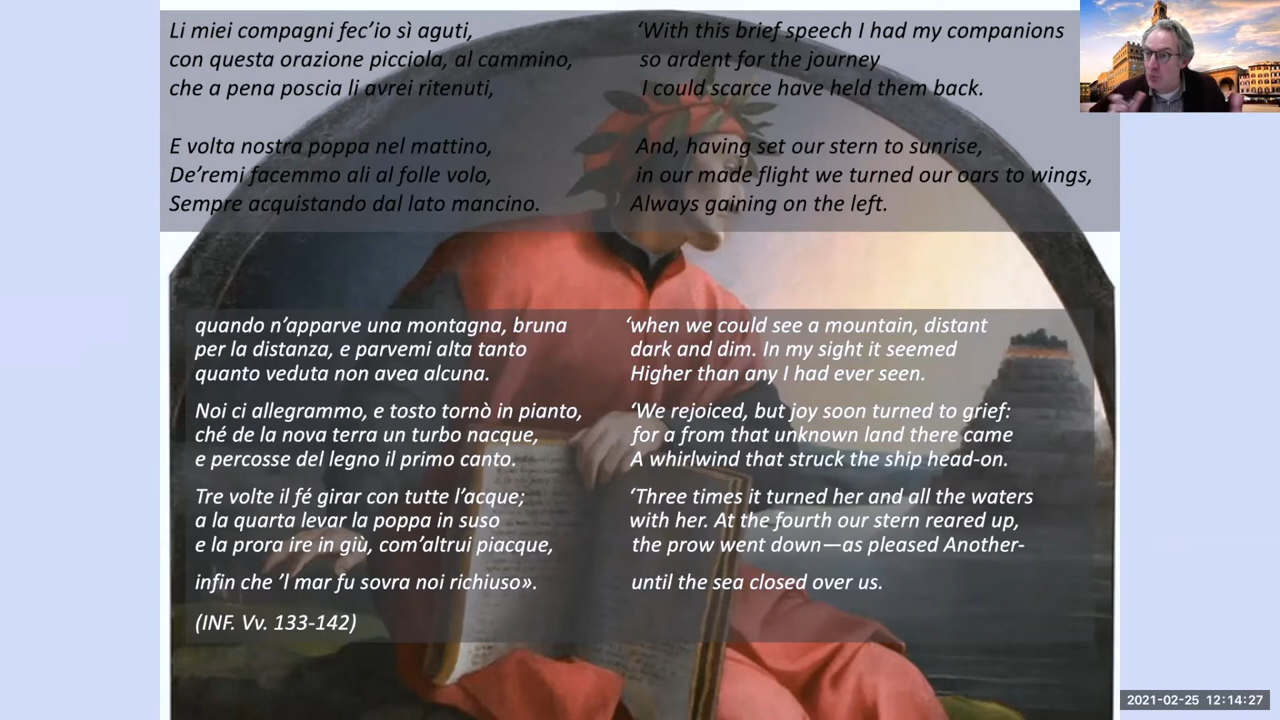 Li miei compagni fec’io sì aguti,
con questa orazione picciola, al cammino,
che a pena poscia li avrei ritenuti,
E volta nostra poppa nel mattino,
De’remi facemmo ali al folle volo,
Sempre acquistando dal lato mancino.
‘With this brief speech I had my companions
so ardent for the journey
I could scarce have held them back.
And, having set our stern to sunrise,
in our made flight we turned our oars to wings,
Always gaining on the left.
quando n’apparve una montagna, bruna
per la distanza, e parvemi alta tanto
quanto veduta non avea alcuna.
Noi ci allegrammo, e tosto tornò in pianto,
ché de la nova terra un turbo nacque,
e percosse del legno il primo canto.
Tre volte il fé girar con tutte l’acque;
a la quarta levar la poppa in suso
e la prora ire in giù, com’altrui piacque,
infin che ’l mar fu sovra noi richiuso».
(INF. Vv. 133-142)
‘when we could see a mountain, distant
dark and dim. In my sight it seemed
Higher than any I had ever seen.
‘We rejoiced, but joy soon turned to grief:
for a from that unknown land there came
A whirlwind that struck the ship head-on.
‘Three times it turned her and all the waters
with her. At the fourth our stern reared up,
the prow went down—as pleased Another-
until the sea closed over us.
2021-02-25 12:14:27